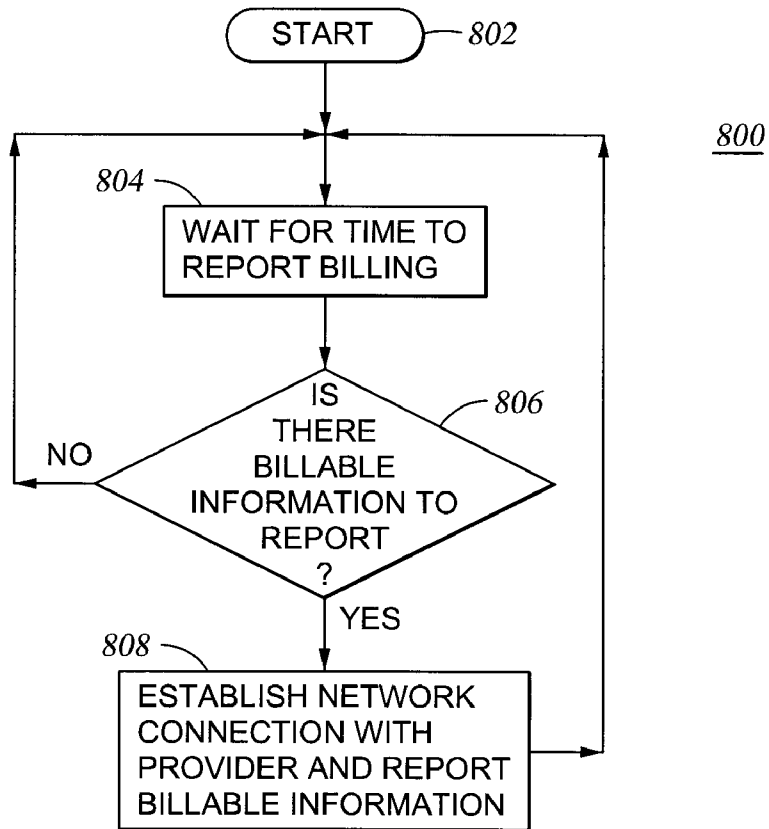 START
802
800
804
WAIT FOR TIME TO
REPORT BILLING
IS
THERE
BILLABLE
INFORMATION TO
REPORT
?
806
NO
YES
808
ESTABLISH NETWORK
CONNECTION WITH
PROVIDER AND REPORT
BILLABLE INFORMATION